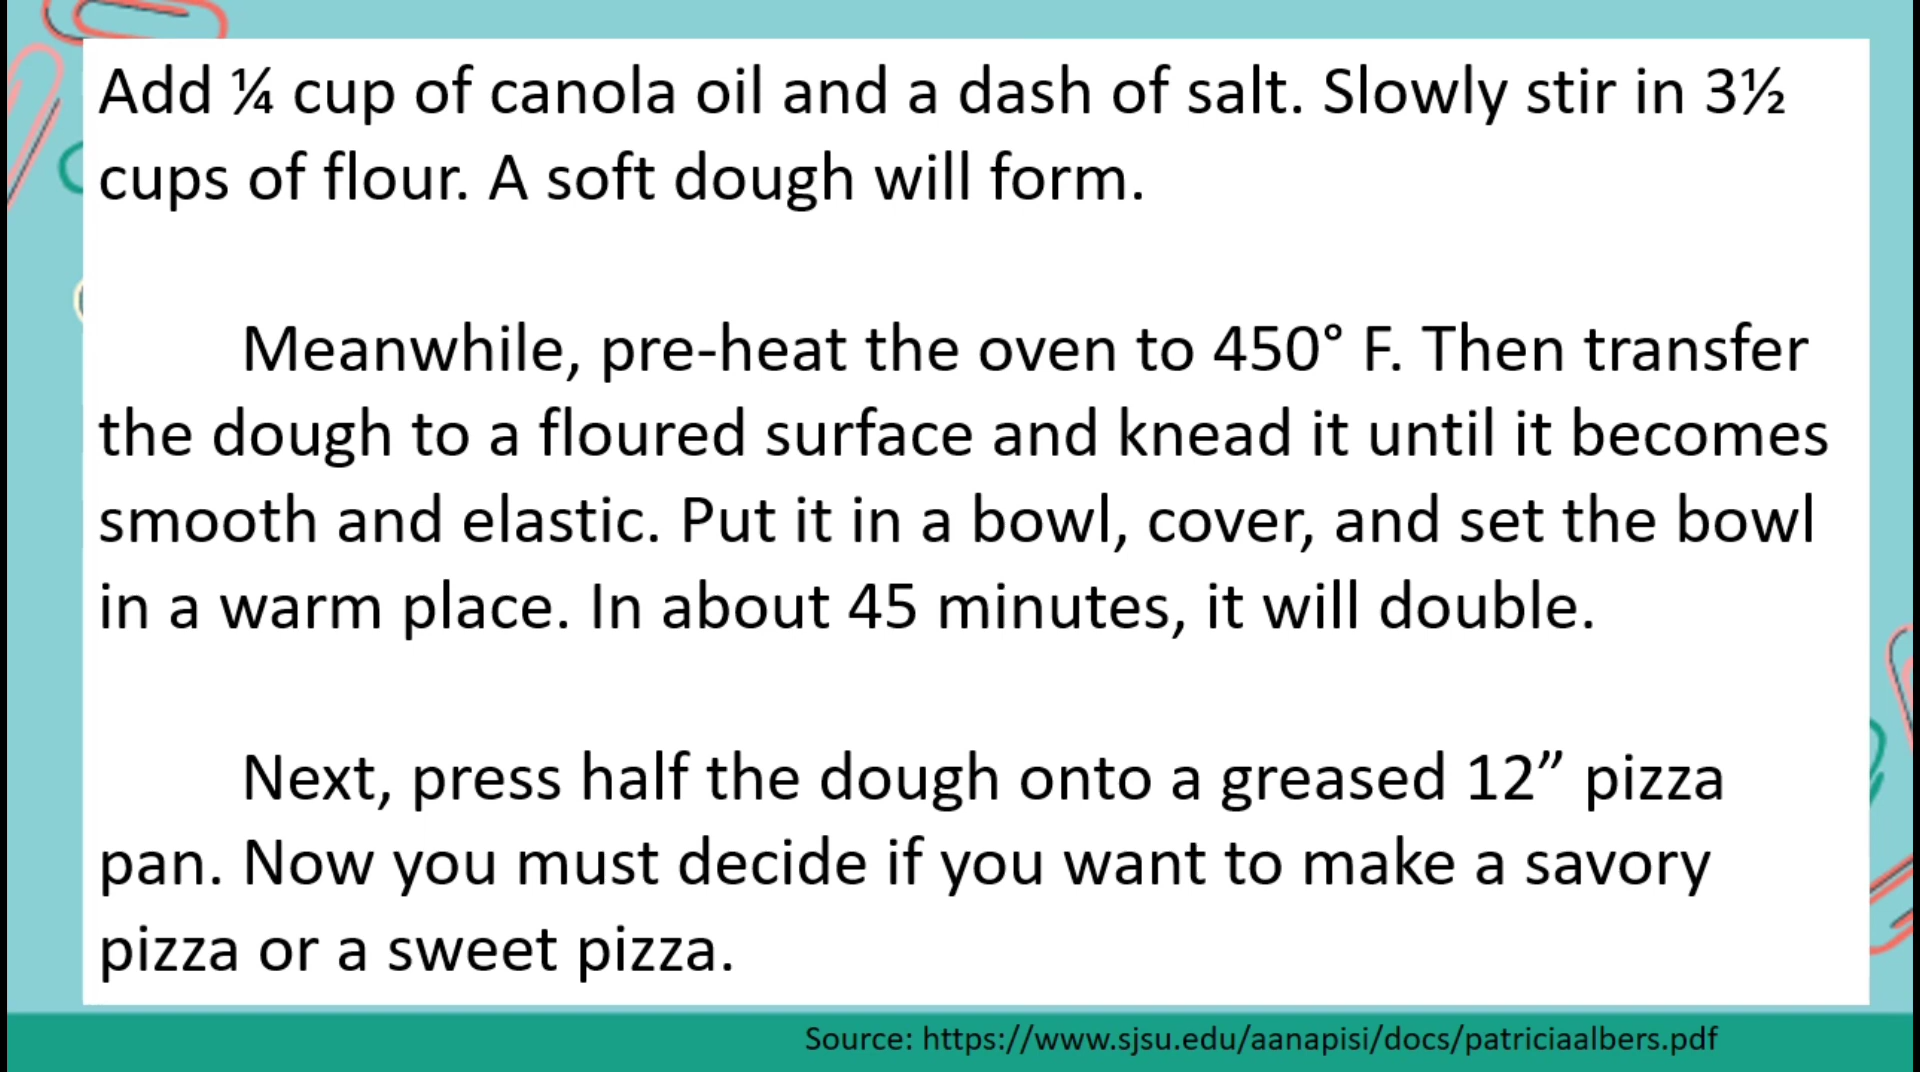 Add ¼ cup of canola oil and a dash of salt. Slowly stir in 3½
cups of flour. A soft dough will form.
Meanwhile, pre-heat the oven to 450° F. Then transfer
the dough to a floured surface and knead it until it becomes
smooth and elastic. Put it in a bowl, cover, and set the bowl
in a warm place. In about 45 minutes, it will double.
Next, press half the dough onto a greased 12” pizza
pan. Now you must decide if you want to make a savory
pizza or a sweet pizza.
Source: https://www.sjsu.edu/aanapisi/docs/patriciaalbers.pdf